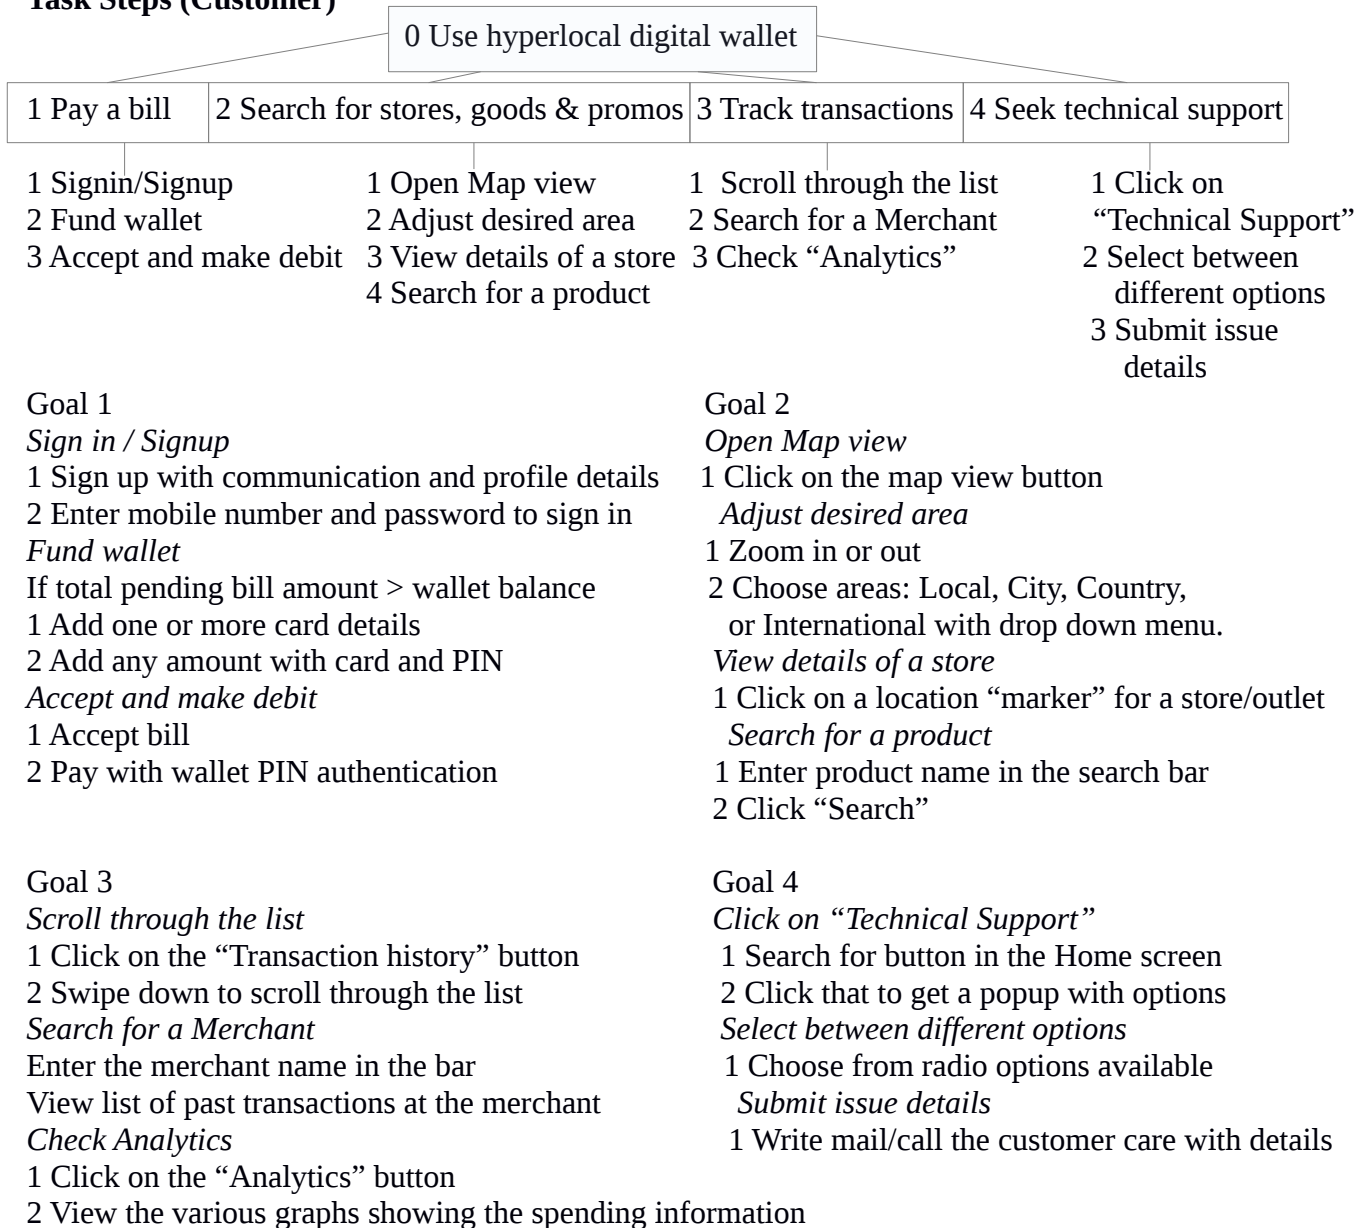 Task Steps (Customer)
0 Use hyperlocal digital wallet
1 Pay a bill
2 Search for stores, goods & promos
3 Track transactions
4 Seek technical support
1 Signin/Signup
2 Fund wallet
3 Accept and make debit
1 Open Map view
2 Adjust desired area
3 View details of a store
4 Search for a product
1 Scroll through the list
2 Search for a Merchant
3 Check “Analytics”
1 Click on
“Technical Support”
2 Select between
different options
3 Submit issue
details
Goal 1
Sign in / Signup
1 Sign up with communication and profile details
2 Enter mobile number and password to sign in
Fund wallet
If total pending bill amount > wallet balance
1 Add one or more card details
2 Add any amount with card and PIN
Accept and make debit
1 Accept bill
2 Pay with wallet PIN authentication
Goal 2
Open Map view
1 Click on the map view button
Adjust desired area
1 Zoom in or out
2 Choose areas: Local, City, Country,
or International with drop down menu.
View details of a store
1 Click on a location “marker” for a store/outlet
Search for a product
1 Enter product name in the search bar
2 Click “Search”
Goal 3
Scroll through the list
1 Click on the “Transaction history” button
2 Swipe down to scroll through the list
Search for a Merchant
Enter the merchant name in the bar
View list of past transactions at the merchant
Check Analytics
1 Click on the “Analytics” button
2 View the various graphs showing the spending information
Goal 4
Click on “Technical Support”
1 Search for button in the Home screen
2 Click that to get a popup with options
Select between different options
1 Choose from radio options available
Submit issue details
1 Write mail/call the customer care with details